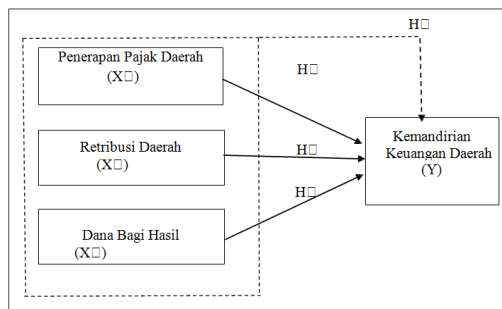 H□
Penerapan Pajak Daerah
(X□)
H□
Retribusi Daerah
(X□)
H□
Dana Bagi Hasil
(X□)
H□
Kemandirian
Keuangan Daerah
(Y)